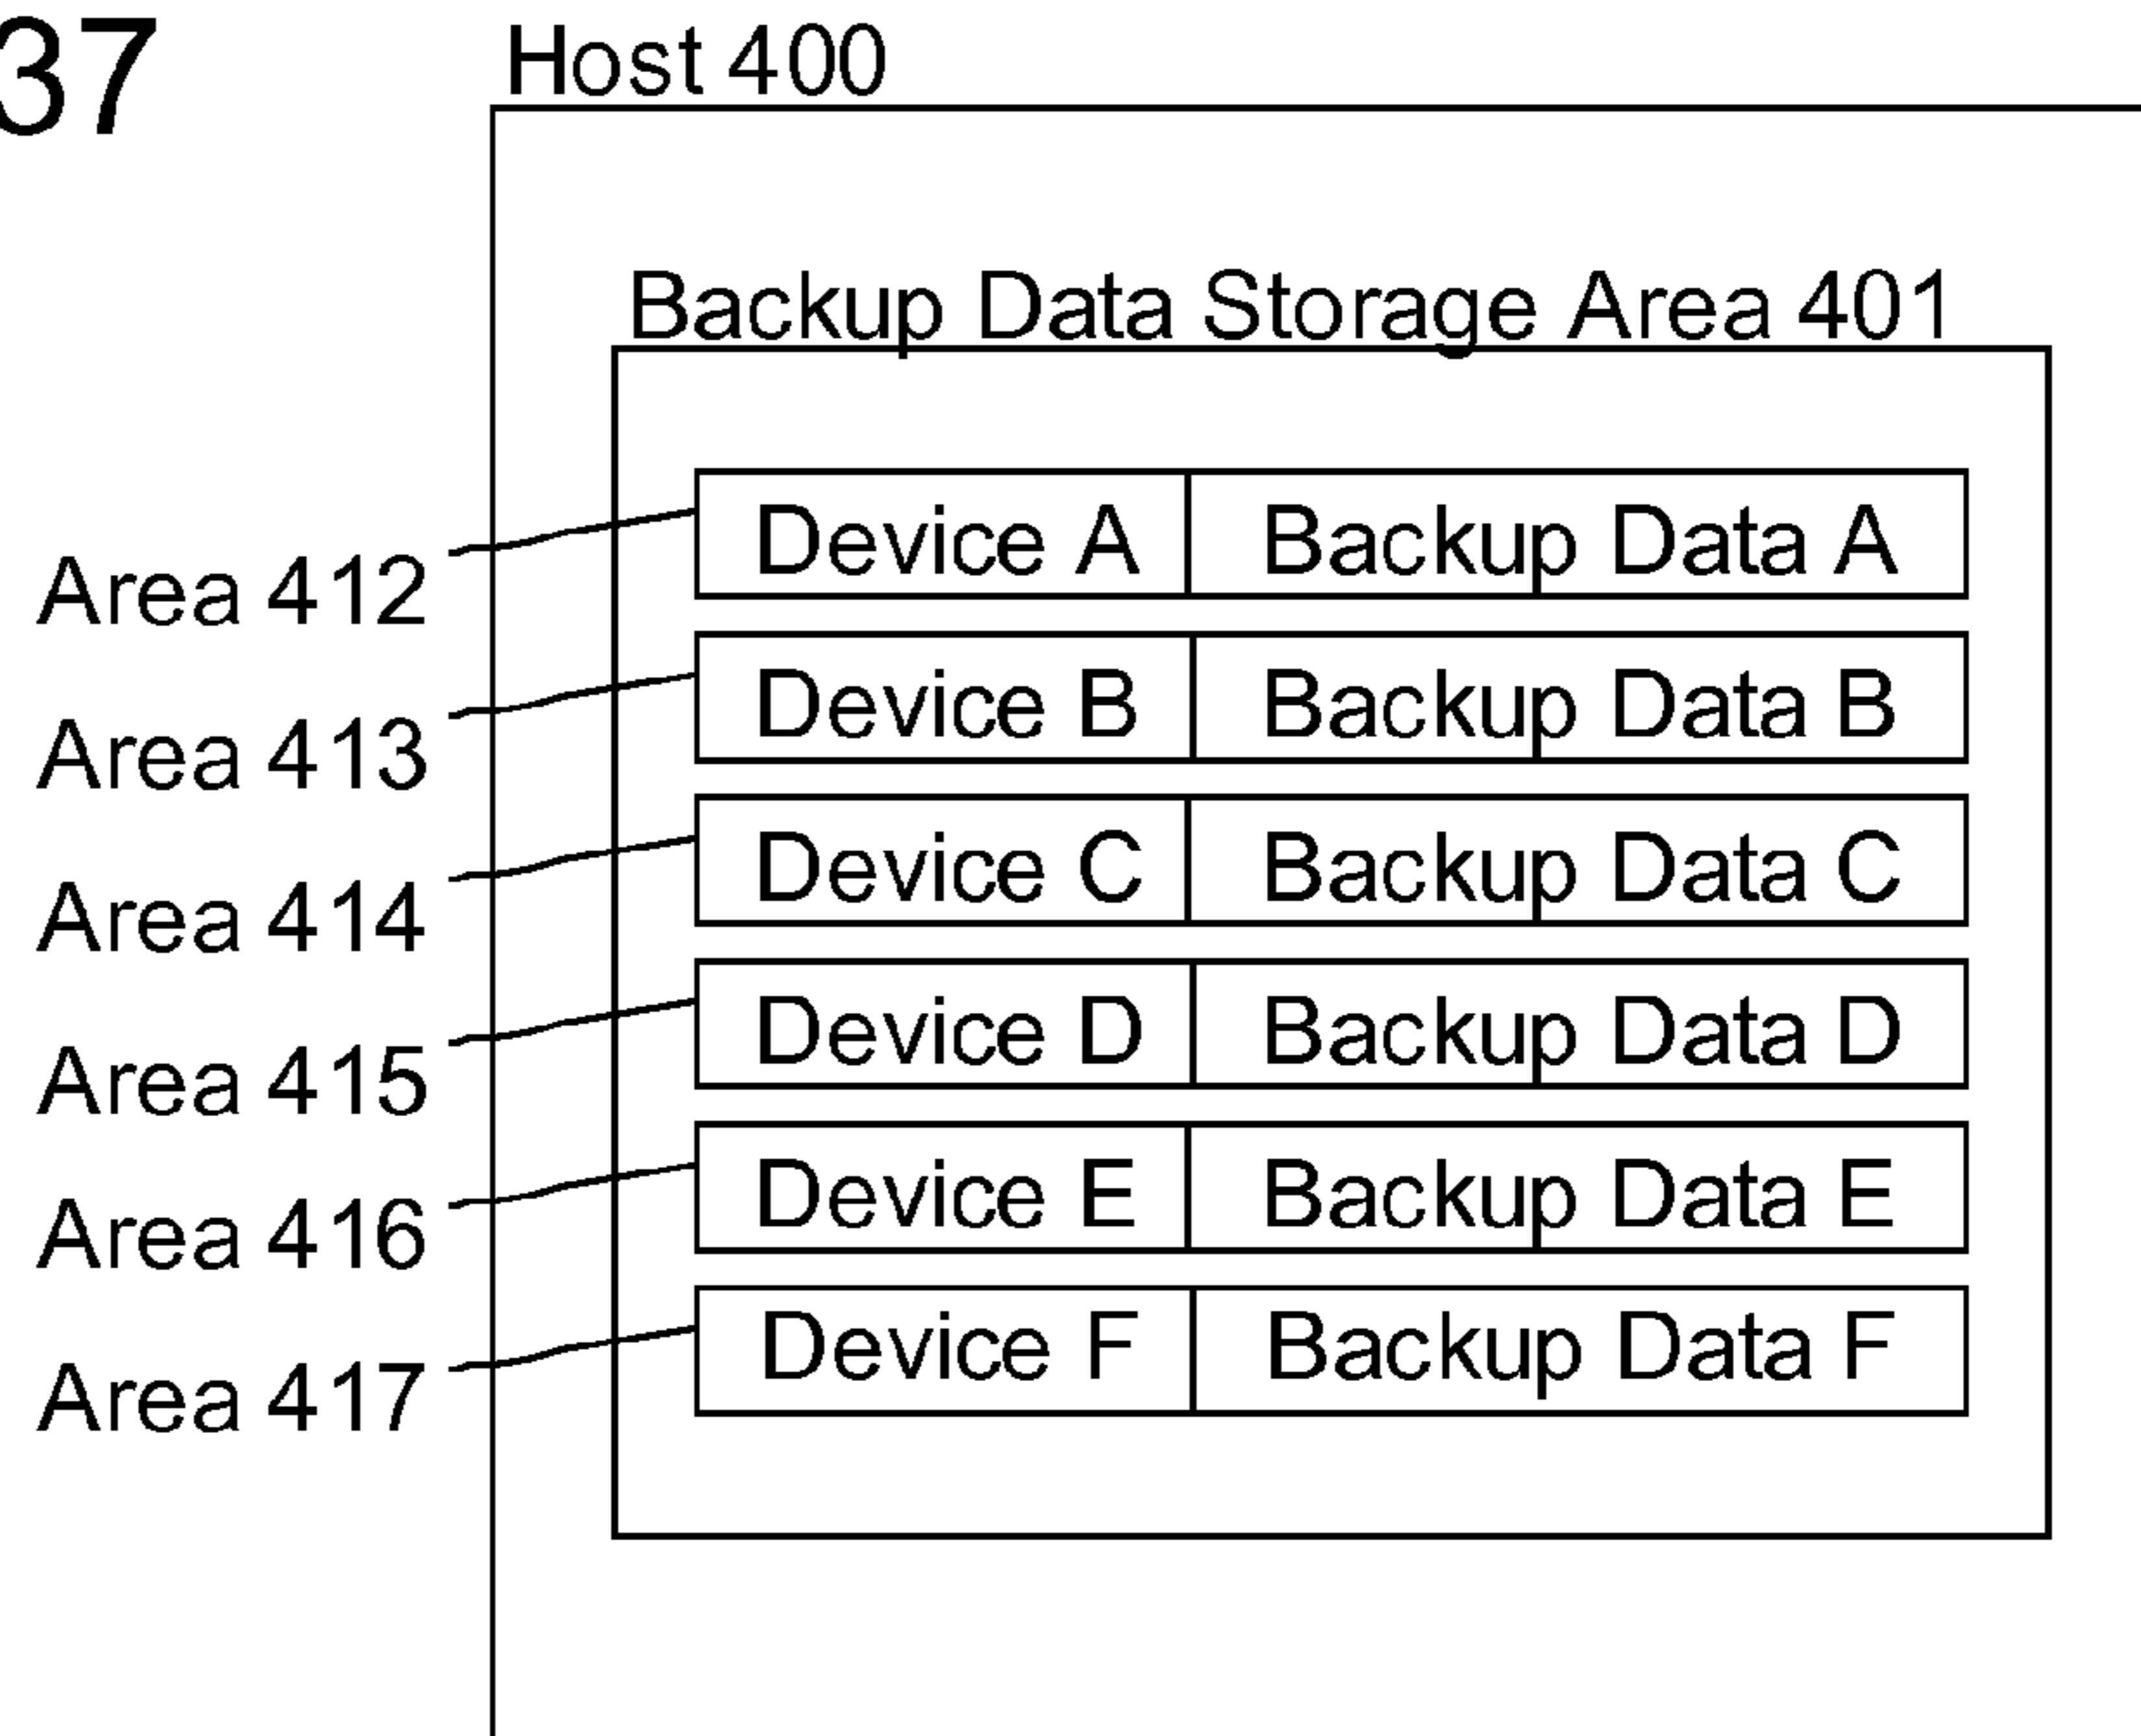 37
Host 400
Backup Data Storage Area 401
Area 412 Device A Backup Data A
Area 413 Device B Backup Data B
Area 414 Device C Backup Data C
Area 415 Device D Backup Data D
Area 416 Device E Backup Data E
Area 417 Device F Backup Data F